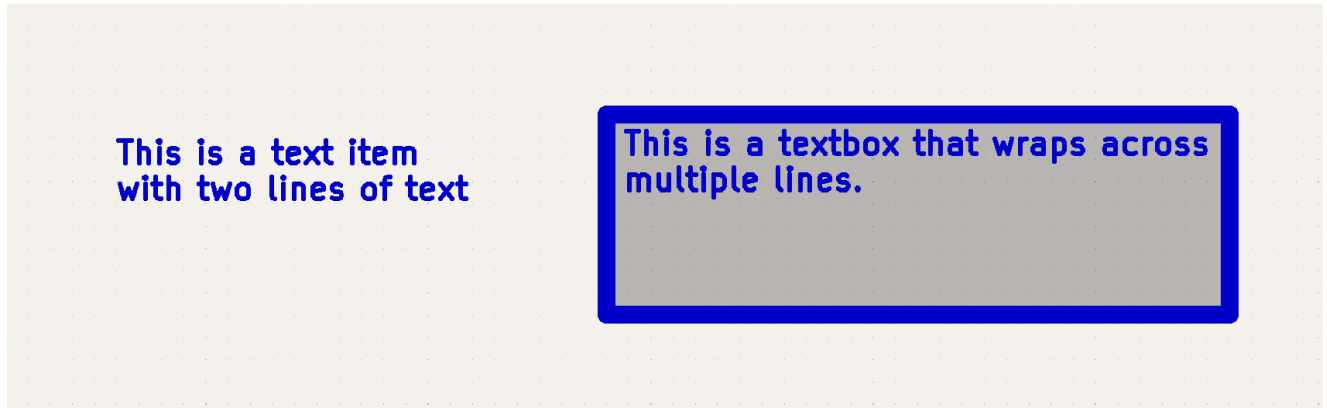 This is a text item
with two lines of text
This is a textbox that wraps across
multiple lines.